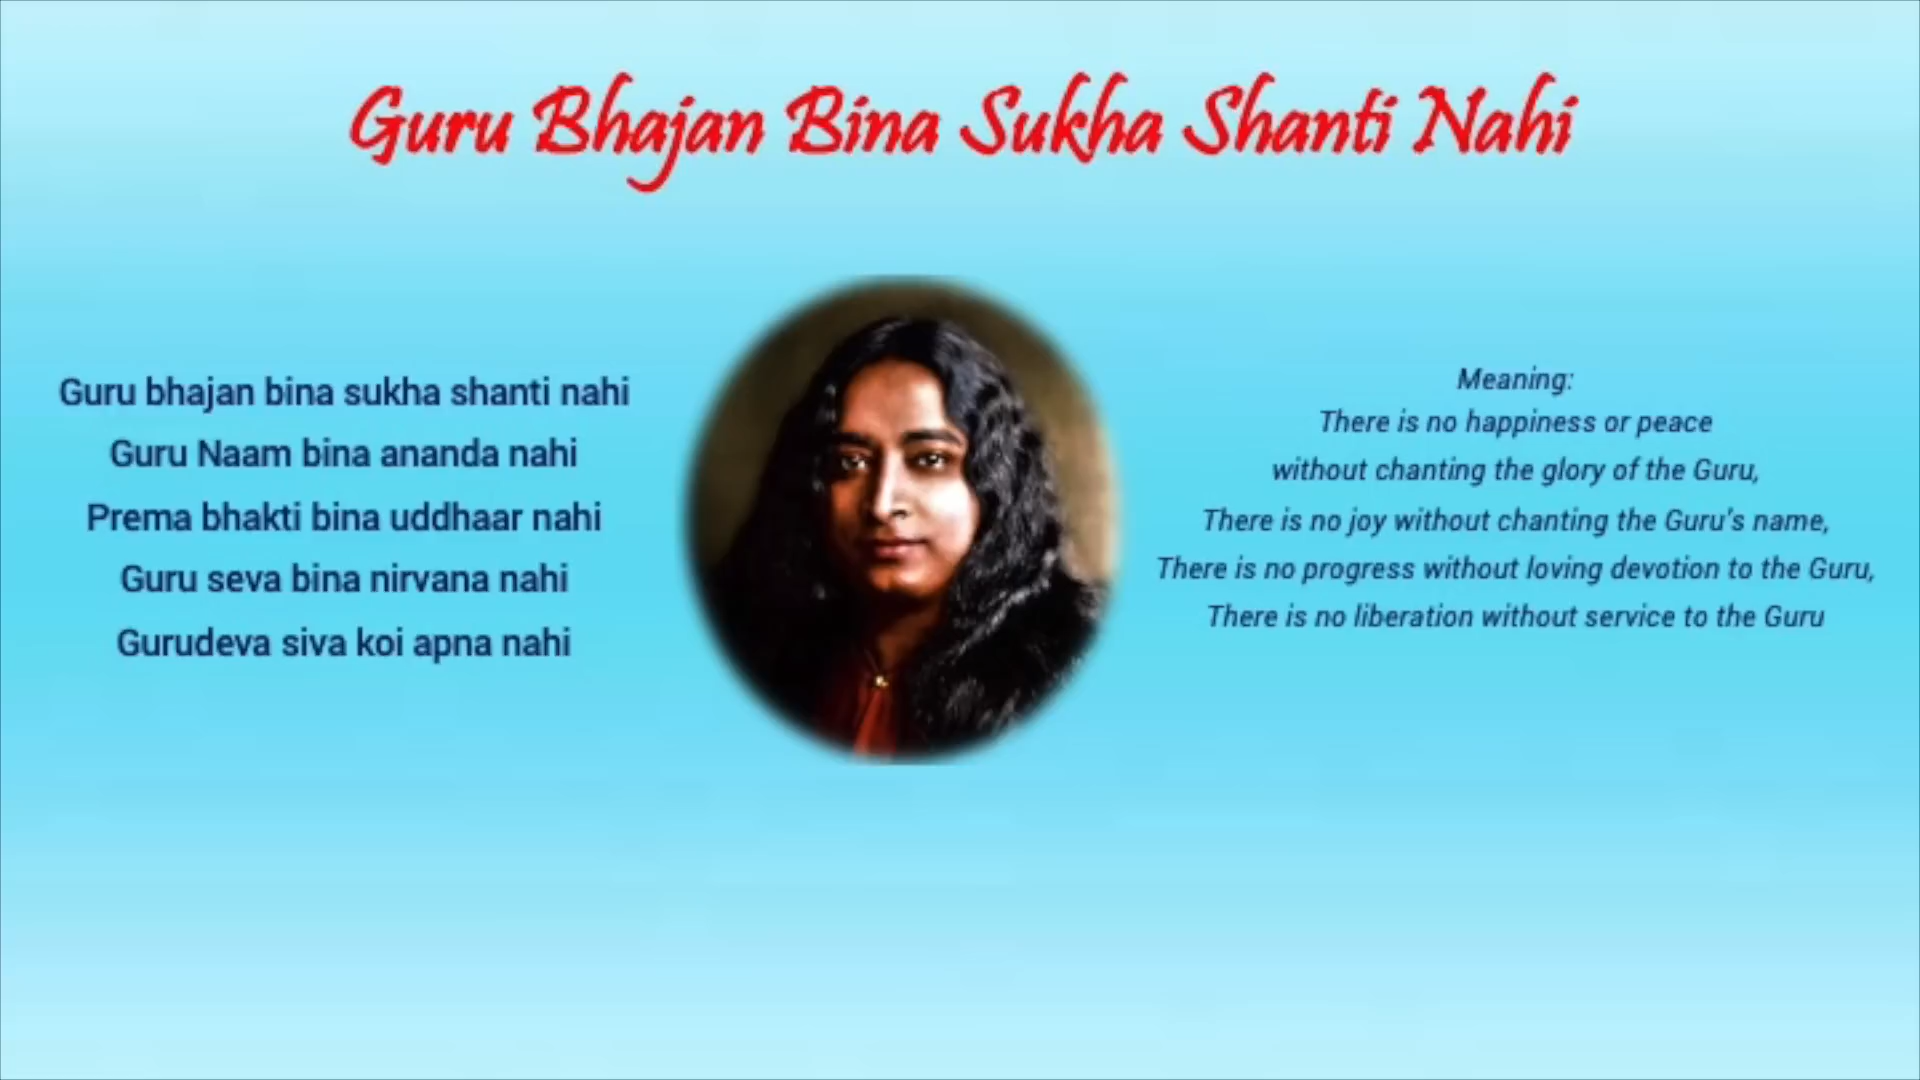 Guru Bhajan Bina Sukha Shanti Nahi
Guru bhajan bina sukha shanti nahi
Guru Naam bina ananda nahi
Prema bhakti bina uddhaar nahi
Guru seva bina nirvana nahi
Gurudeva siva koi apna nahi
Meaning:
There is no happiness or peace
without chanting the glory of the Guru,
There is no joy without chanting the Guru's name,
There is no progress without loving devotion to the Guru,
There is no liberation without service to the Guru